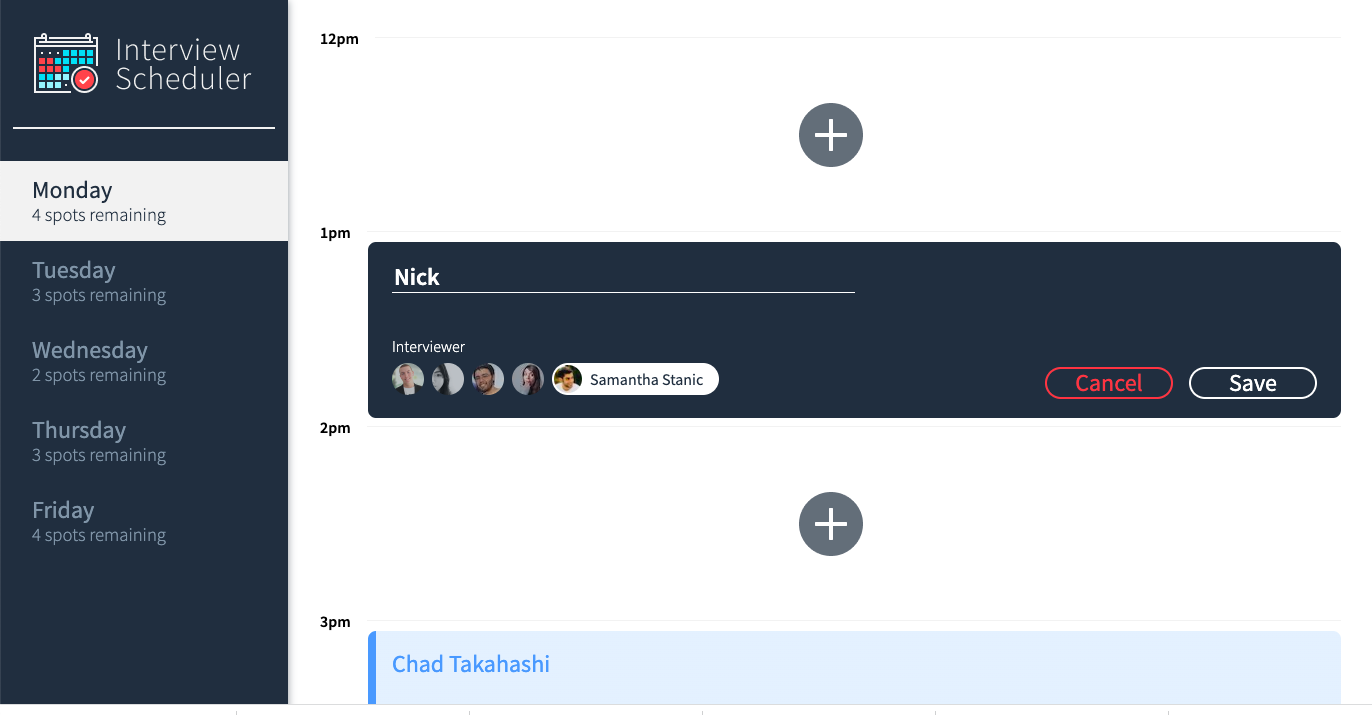 Interview
Scheduler
Monday
4 spots remaining
Tuesday
3 spots remaining
Wednesday
2 spots remaining
Thursday
3 spots remaining
Friday
4 spots remaining
12pm
1pm
Nick
Interviewer
Samantha Stanic
Cancel
Save
2pm
3pm
Chad Takahashi